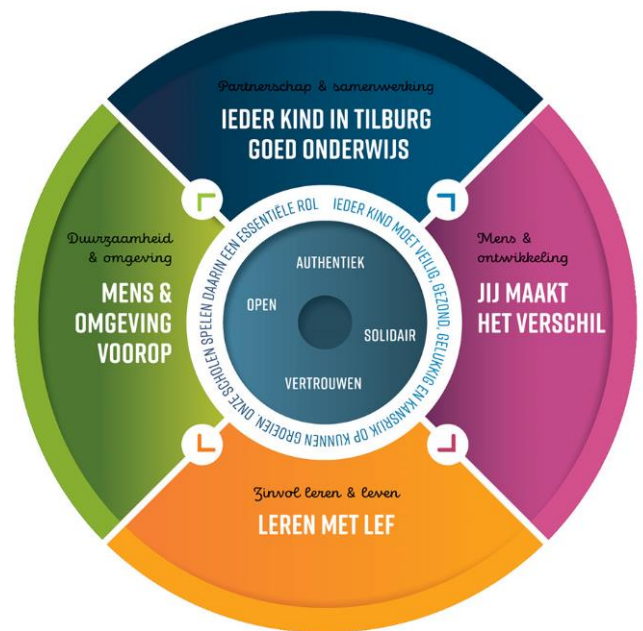 Partnerschap & samenwerking
IEDER KIND IN TILBURG
GOED ONDERWIJS
Duurzaamheid
& omgeving
MENS &
OMGEVING
VOOROP
IEDER KIND MOET VEILIG, GEZOND, GELUKKIG EN KANSRIJK OP KUNNEN GROEIEN. ONZE SCHOLEN SPELEN DAARIN EEN ESSENTIËLE ROL
AUTHENTIEK
OPEN
SOLIDAIR
VERTROUWEN
Mens &
ontwikkeling
JIJ MAAKT
HET VERSCHIL
Zinvol leren & leven
LEREN MET LEF